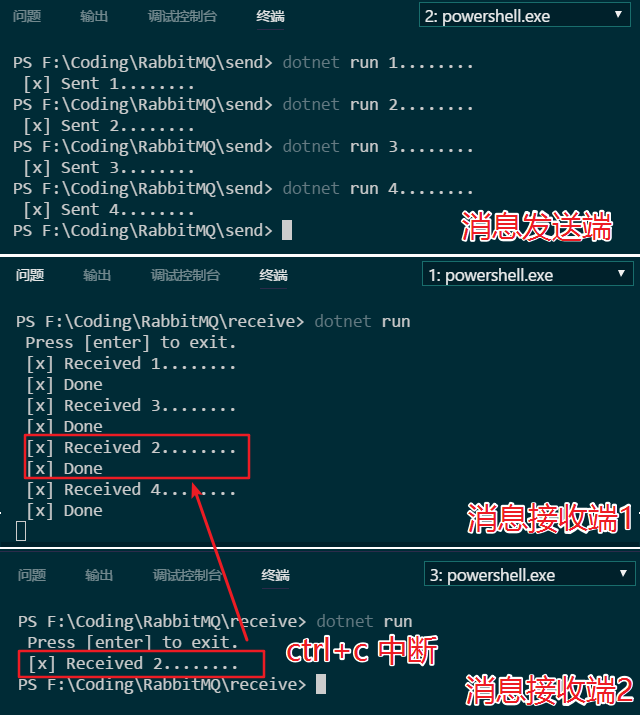 问题 输出 调试控制台 终端 2: powershell.exe
PS F:\Coding\RabbitMQ\send> dotnet run 1........
[x] Sent 1........
PS F:\Coding\RabbitMQ\send> dotnet run 2........
[x] Sent 2........
PS F:\Coding\RabbitMQ\send> dotnet run 3........
[x] Sent 3........
PS F:\Coding\RabbitMQ\send> dotnet run 4........
[x] Sent 4........
PS F:\Coding\RabbitMQ\send>
消息发送端
问题 输出 调试控制台 终端 1: powershell.exe
PS F:\Coding\RabbitMQ\receive> dotnet run
Press [enter] to exit.
[x] Received 1........
[x] Done
[x] Received 3........
[x] Done
[x] Received 2........
[x] Done
[x] Received 4........
[x] Done
消息接收端1
问题 输出 调试控制台 终端 3: powershell.exe
PS F:\Coding\RabbitMQ\receive> dotnet run
Press [enter] to exit.
ctrl+c 中断
[x] Received 2........
PS F:\Coding\RabbitMQ\receive>
消息接收端2